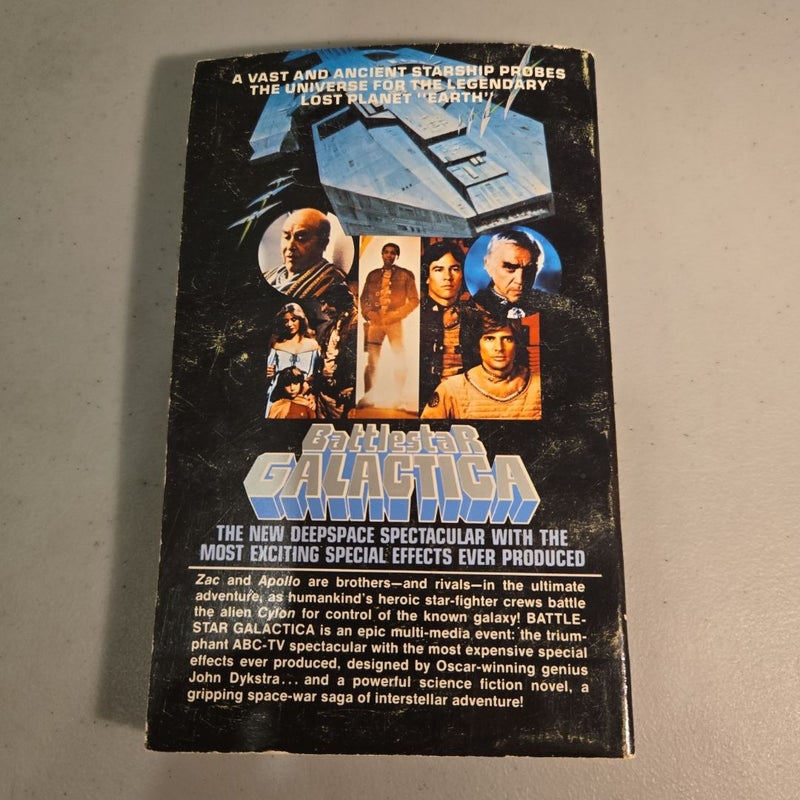 A VAST AND ANCIENT STARSHIP PROBES
THE UNIVERSE FOR THE LEGENDARY
LOST PLANET "EARTH"
BattlestaR
GALACTICA
THE NEW DEEPSPACE SPECTACULAR WITH THE
MOST EXCITING SPECIAL EFFECTS EVER PRODUCED
Zac and Apollo are brothers—and rivals—in the ultimate
adventure, as humankind's heroic star-fighter crews battle
the alien Cylon for control of the known galaxy! BATTLE-
STAR GALACTICA is an epic multi-media event: the trium-
phant ABC-TV spectacular with the most expensive special
effects ever produced, designed by Oscar-winning genius
John Dykstra... and a powerful science fiction novel, a
gripping space-war saga of interstellar adventure!